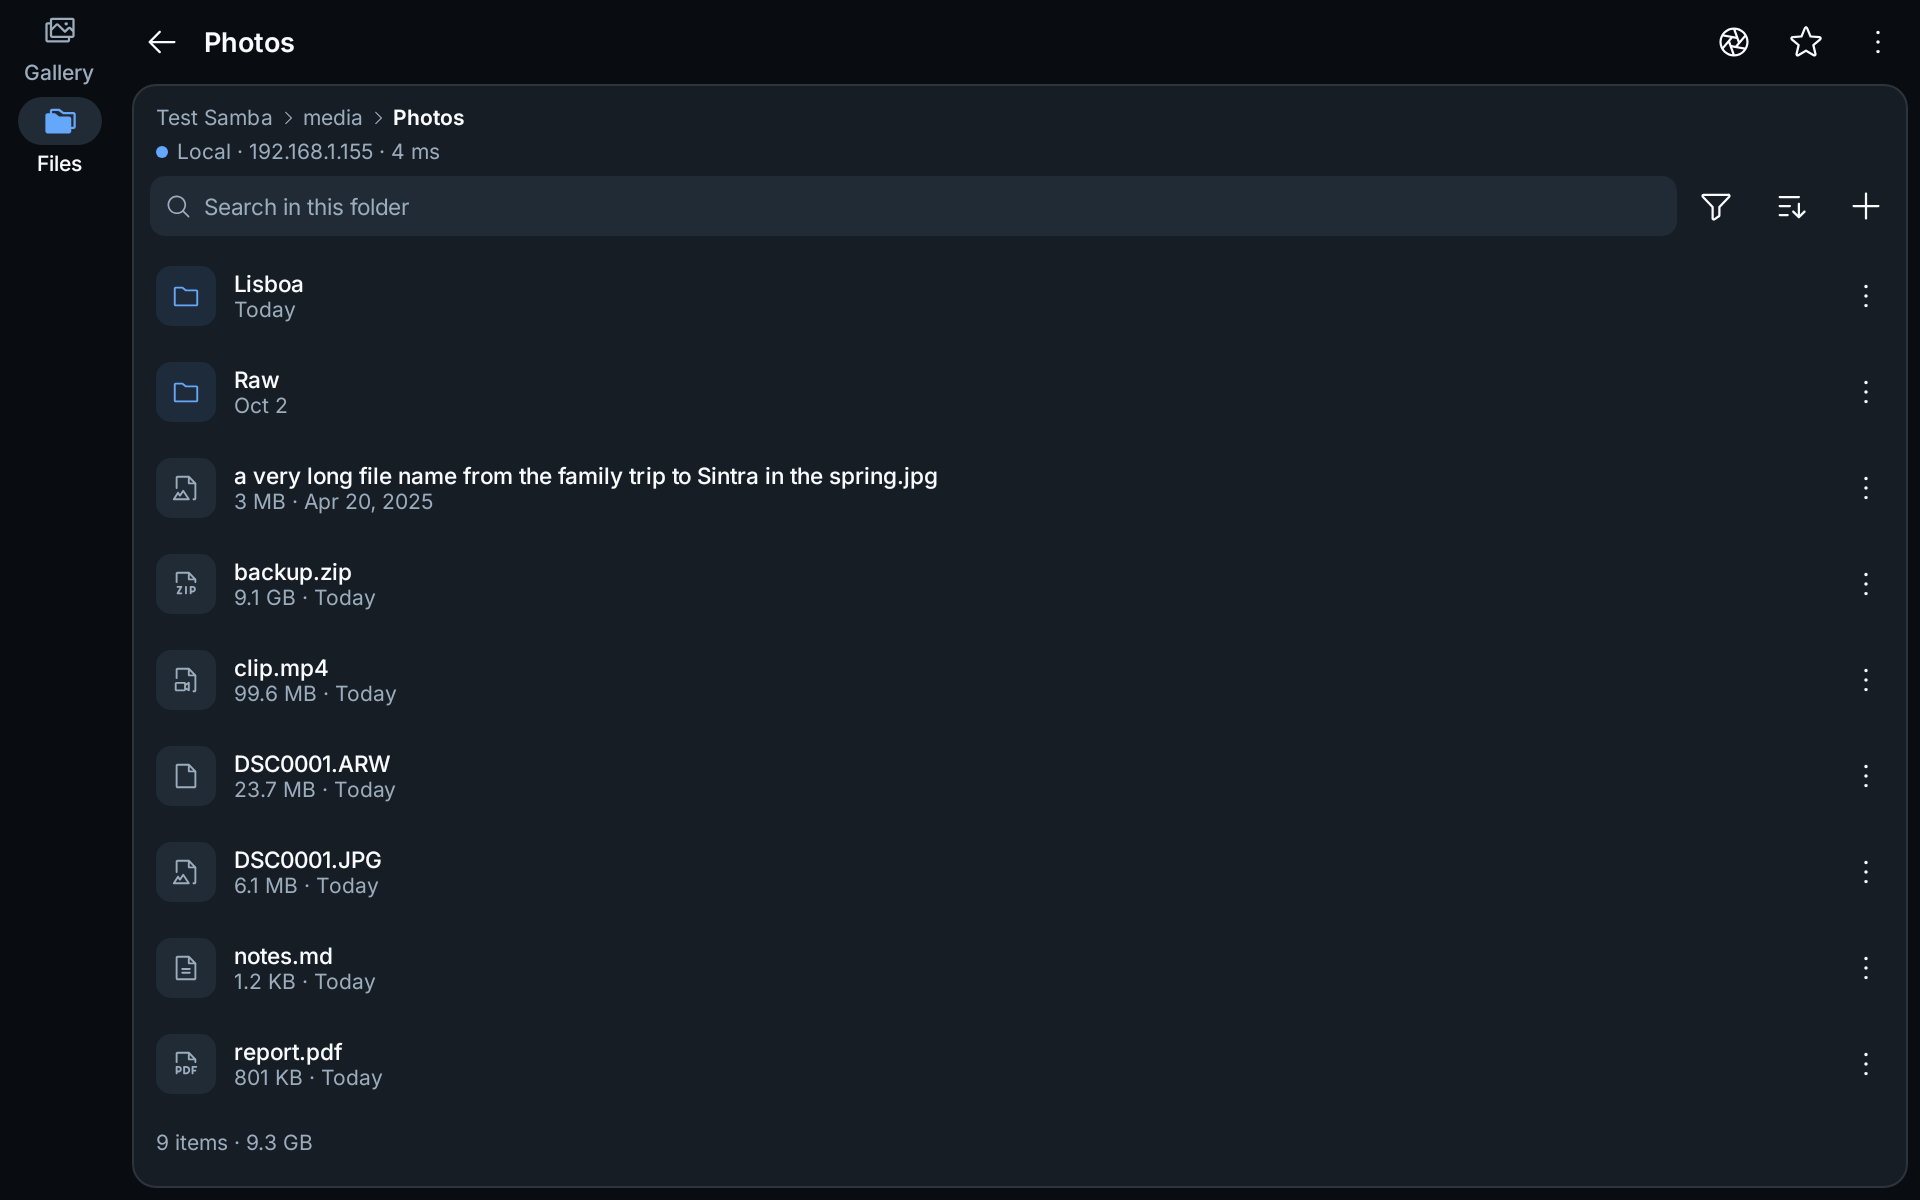 Gallery
Files
Photos
Test Samba > media > Photos
Local · 192.168.1.155 · 4 ms
Search in this folder
Lisboa
Today
Raw
Oct 2
a very long file name from the family trip to Sintra in the spring.jpg
3 MB · Apr 20, 2025
ZIP
backup.zip
9.1 GB · Today
clip.mp4
99.6 MB · Today
DSC0001.ARW
23.7 MB · Today
DSC0001.JPG
6.1 MB · Today
notes.md
1.2 KB · Today
PDF
report.pdf
801 KB · Today
9 items · 9.3 GB